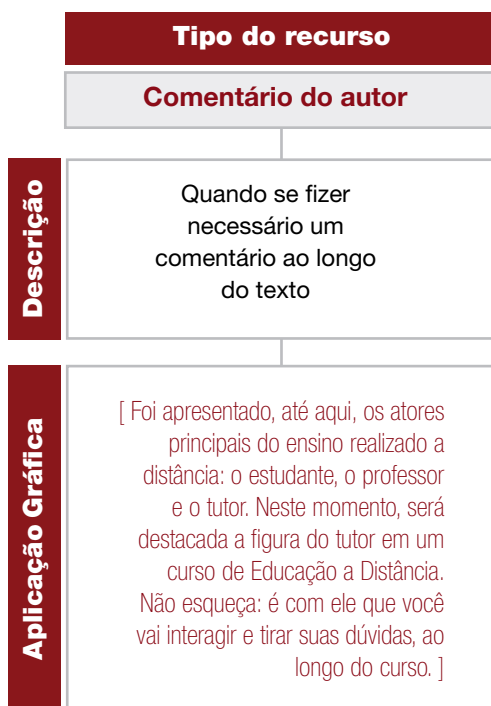 Tipo do recurso
Comentário do autor
Descrição
Quando se fizer
necessário um
comentário ao longo
do texto
Aplicação Gráfica
[ Foi apresentado, até aqui, os atores
principais do ensino realizado a
distância: o estudante, o professor
e o tutor. Neste momento, será
destacada a figura do tutor em um
curso de Educação a Distância.
Não esqueça: é com ele que você
vai interagir e tirar suas dúvidas, ao
longo do curso. ]